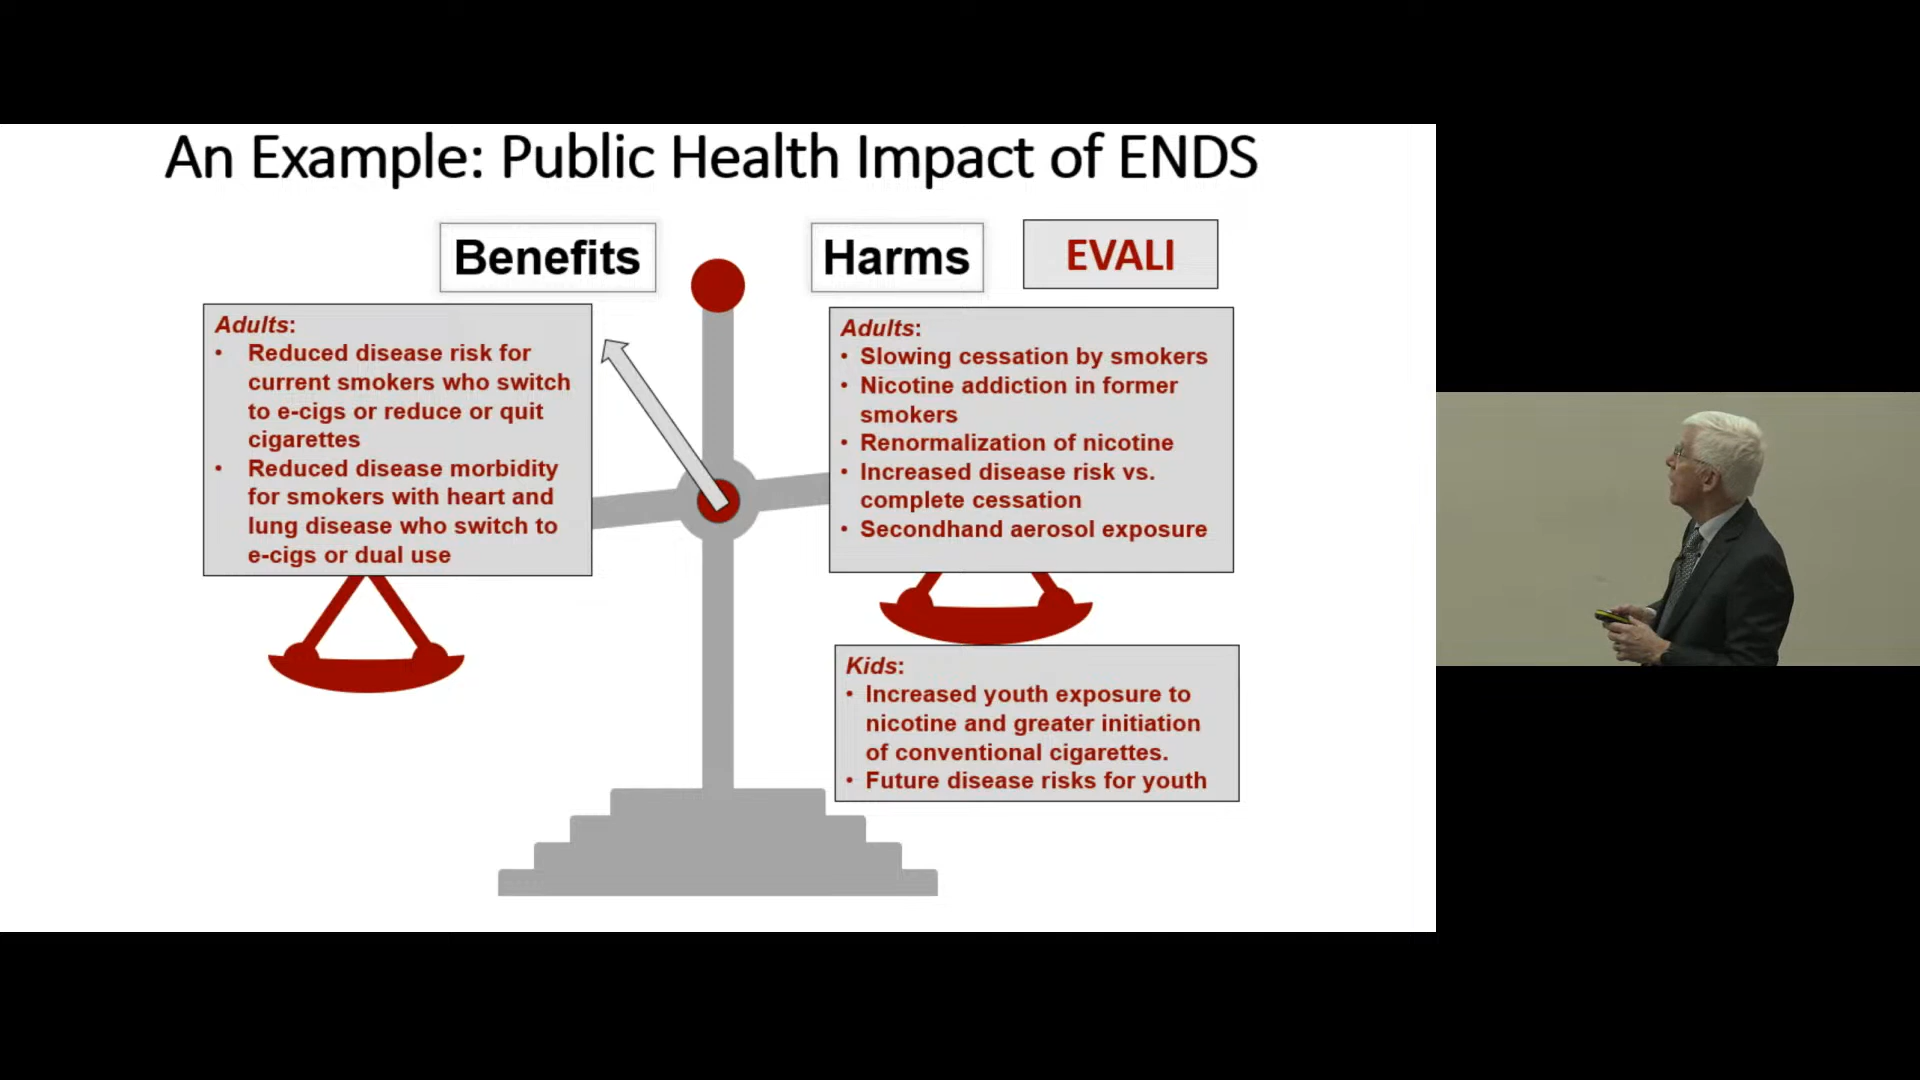 An Example: Public Health Impact of ENDS
Benefits
Harms
EVALI
Adults:
• Reduced disease risk for
current smokers who switch
to e-cigs or reduce or quit
cigarettes
• Reduced disease morbidity
for smokers with heart and
lung disease who switch to
e-cigs or dual use
Adults:
• Slowing cessation by smokers
• Nicotine addiction in former
smokers
• Renormalization of nicotine
• Increased disease risk vs.
complete cessation
• Secondhand aerosol exposure
Kids:
• Increased youth exposure to
nicotine and greater initiation
of conventional cigarettes.
• Future disease risks for youth